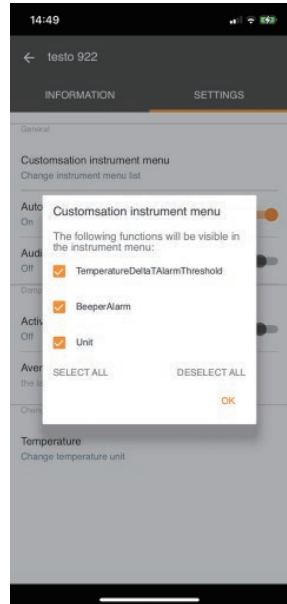 14:49
testo 922
INFORMATION
SETTINGS
General
Customsation instrument menu
Change instrument menu list
Auto
On
Audi
Off
Customsation instrument menu
The following functions will be visible in
the instrument menu:
TemperatureDeltaTAlarmThreshold
BeeperAlarm
Unit
SELECT ALL
DESELECT ALL
OK
Activ
Off
Aver
the la
Temperature
Change temperature unit